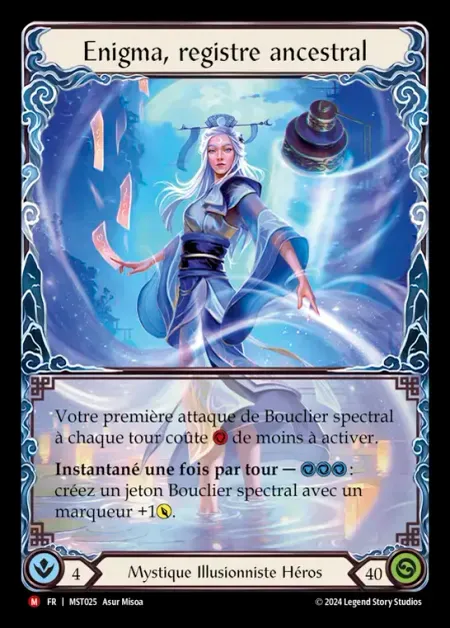 Enigma, registre ancestral
Votre première attaque de Bouclier spectral
à chaque tour coûte de moins à activer.
Instantané une fois par tour — :
créez un jeton Bouclier spectral avec un
marqueur +1.
4 Mystique Illusionniste Héros 40
M FR | MST025 Asur Misoa © 2024 Legend Story Studios